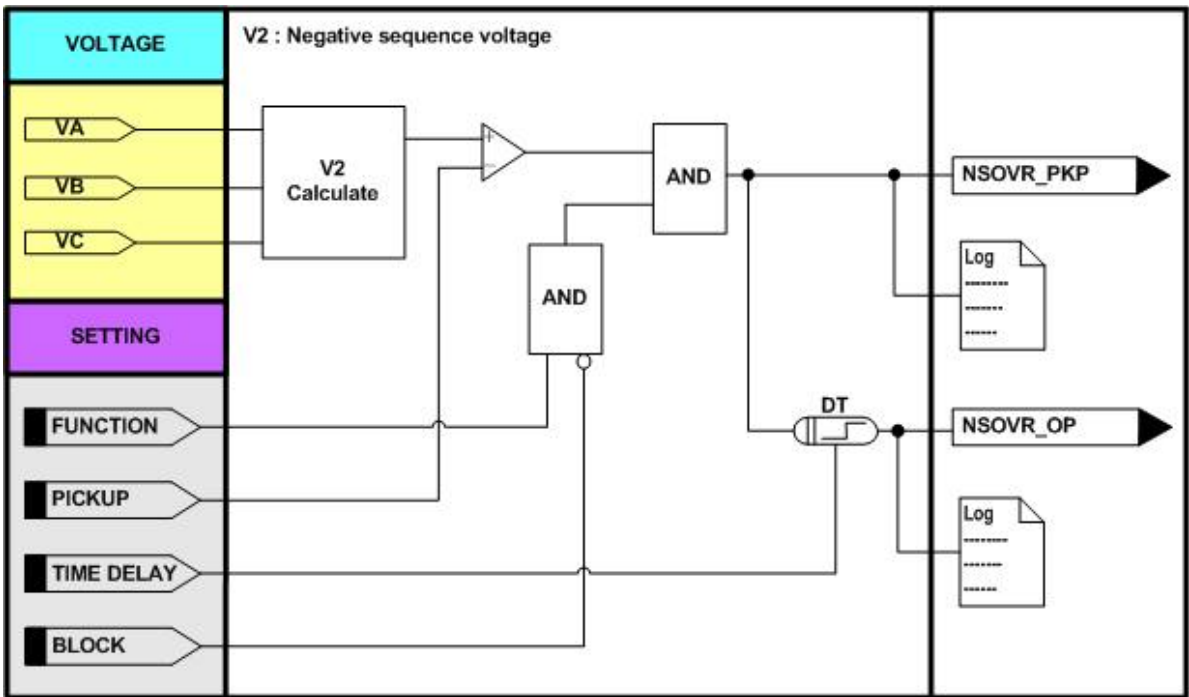 VOLTAGE
V2 : Negative sequence voltage
VA
VB
VC
V2
Calculate
+
-
AND
AND
NSOVR_PKP
Log
--------
-------
------
SETTING
FUNCTION
PICKUP
TIME DELAY
BLOCK
DT
NSOVR_OP
Log
--------
-------
------